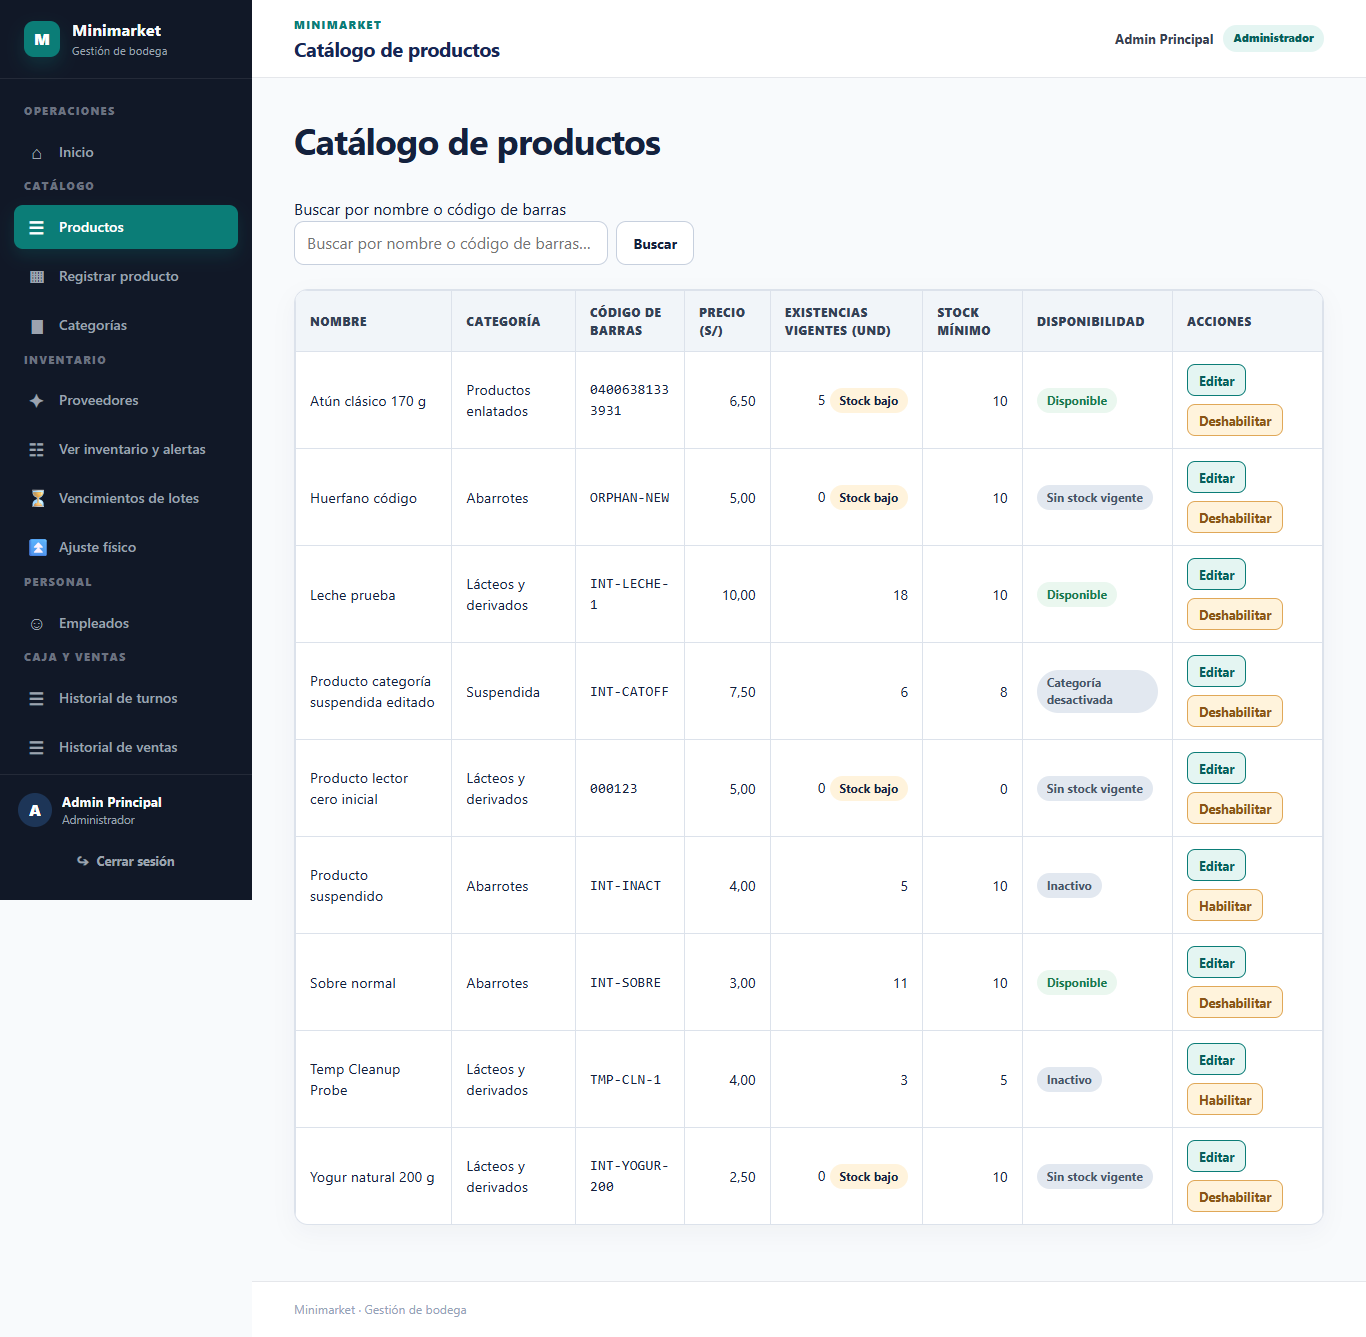 M
Minimarket
Gestión de bodega
OPERACIONES
Inicio
CATÁLOGO
Productos
Registrar producto
Categorías
INVENTARIO
Proveedores
Ver inventario y alertas
Vencimientos de lotes
Ajuste físico
PERSONAL
Empleados
CAJA Y VENTAS
Historial de turnos
Historial de ventas
A
Admin Principal
Administrador
Cerrar sesión
MINIMARKET
Catálogo de productos
Admin Principal Administrador
Catálogo de productos
Buscar por nombre o código de barras
Buscar por nombre o código de barras... Buscar
NOMBRE CATEGORÍA CÓDIGO DE BARRAS PRECIO (S/) EXISTENCIAS VIGENTES (UND) STOCK MÍNIMO DISPONIBILIDAD ACCIONES
Atún clásico 170 g Productos enlatados 0400638133 3931 6,50 5 Stock bajo 10 Disponible Editar Deshabilitar
Huerfano código Abarrotes ORPHAN-NEW 5,00 0 Stock bajo 10 Sin stock vigente Editar Deshabilitar
Leche prueba Lácteos y derivados INT-LECHE-1 10,00 18 10 Disponible Editar Deshabilitar
Producto categoría suspendida editado Suspendida INT-CATOFF 7,50 6 8 Categoría desactivada Editar Deshabilitar
Producto lector cero inicial Lácteos y derivados 000123 5,00 0 Stock bajo 0 Sin stock vigente Editar Deshabilitar
Producto suspendido Abarrotes INT-INACT 4,00 5 10 Inactivo Editar Habilitar
Sobre normal Abarrotes INT-SOBRE 3,00 11 10 Disponible Editar Deshabilitar
Temp Cleanup Probe Lácteos y derivados TMP-CLN-1 4,00 3 5 Inactivo Editar Habilitar
Yogur natural 200 g Lácteos y derivados INT-YOGUR-200 2,50 0 Stock bajo 10 Sin stock vigente Editar Deshabilitar
Minimarket · Gestión de bodega